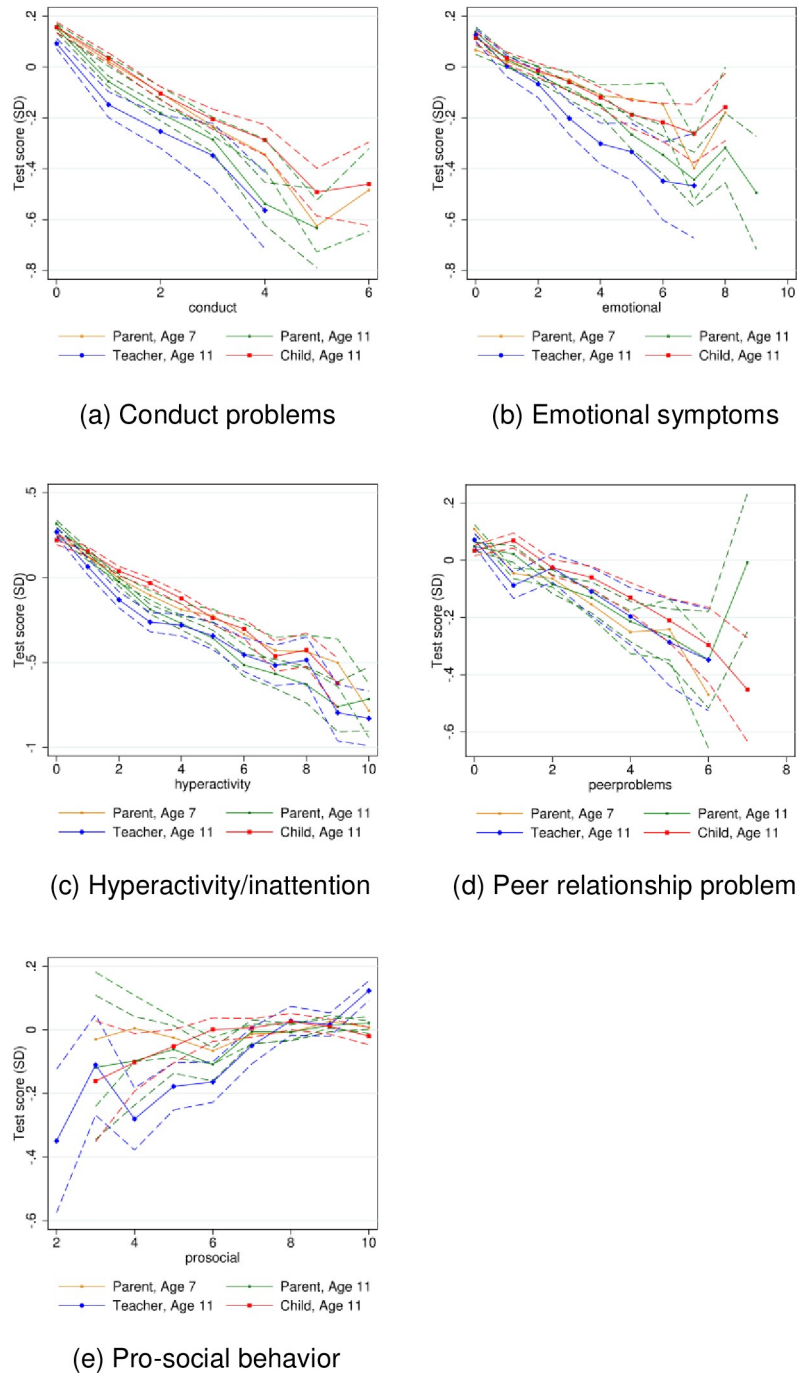 .2
0
-.2
-.4
-.6
-.8
Test score (SD)
0 2 4 6
conduct
Parent, Age 7 Parent, Age 11
Teacher, Age 11 Child, Age 11
(a) Conduct problems
.2
0
-.2
-.4
-.6
-.8
Test score (SD)
0 2 4 6 8 10
emotional
Parent, Age 7 Parent, Age 11
Teacher, Age 11 Child, Age 11
(b) Emotional symptoms
.5
0
-.5
-1
Test score (SD)
0 2 4 6 8 10
hyperactivity
Parent, Age 7 Parent, Age 11
Teacher, Age 11 Child, Age 11
(c) Hyperactivity/inattention
.2
0
-.2
-.4
-.6
Test score (SD)
0 2 4 6 8
peerproblems
Parent, Age 7 Parent, Age 11
Teacher, Age 11 Child, Age 11
(d) Peer relationship problem
.2
0
-.2
-.4
-.6
Test score (SD)
2 4 6 8 10
prosocial
Parent, Age 7 Parent, Age 11
Teacher, Age 11 Child, Age 11
(e) Pro-social behavior